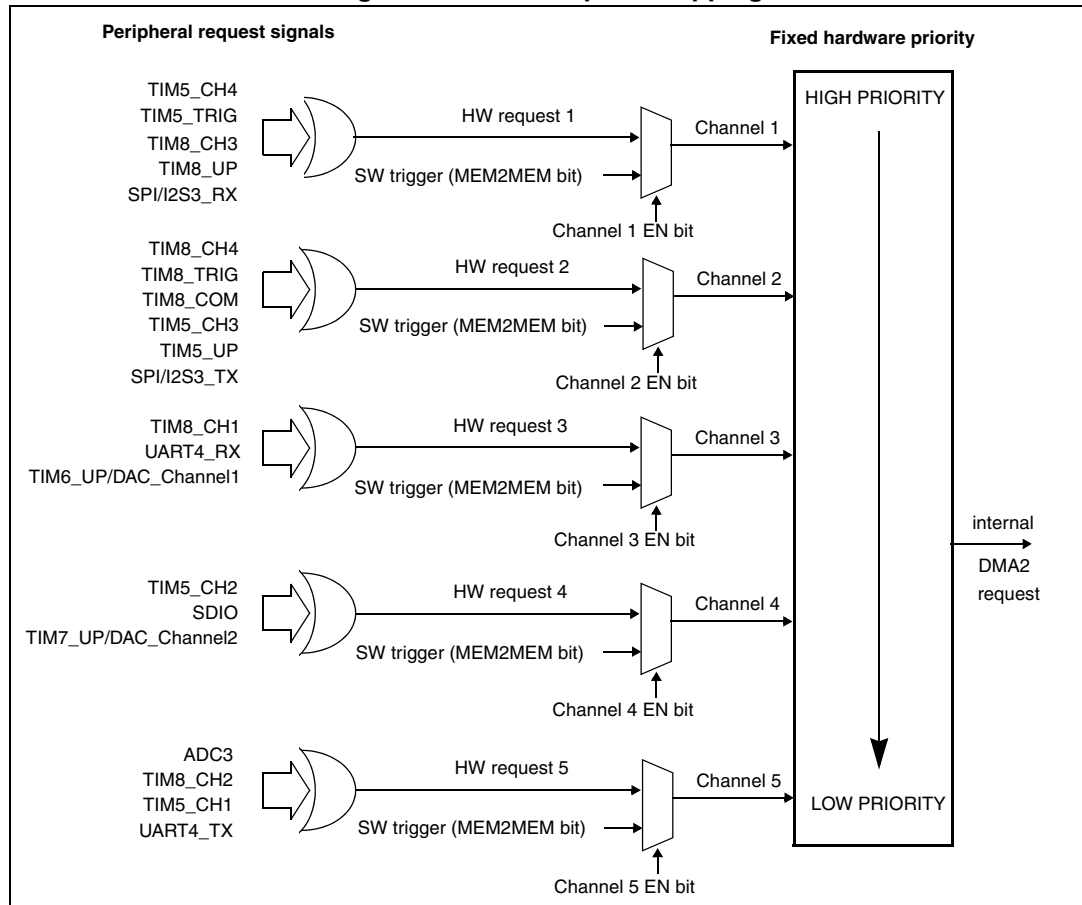 Peripheral request signals
Fixed hardware priority
TIM5_CH4
TIM5_TRIG
TIM8_CH3
TIM8_UP
SPI/I2S3_RX
HW request 1
SW trigger (MEM2MEM bit)
Channel 1
Channel 1 EN bit
HIGH PRIORITY
TIM8_CH4
TIM8_TRIG
TIM8_COM
TIM5_CH3
TIM5_UP
SPI/I2S3_TX
HW request 2
SW trigger (MEM2MEM bit)
Channel 2
Channel 2 EN bit
TIM8_CH1
UART4_RX
TIM6_UP/DAC_Channel1
HW request 3
SW trigger (MEM2MEM bit)
Channel 3
Channel 3 EN bit
internal
DMA2
request
TIM5_CH2
SDIO
TIM7_UP/DAC_Channel2
HW request 4
SW trigger (MEM2MEM bit)
Channel 4
Channel 4 EN bit
ADC3
TIM8_CH2
TIM5_CH1
UART4_TX
HW request 5
SW trigger (MEM2MEM bit)
Channel 5
Channel 5 EN bit
LOW PRIORITY